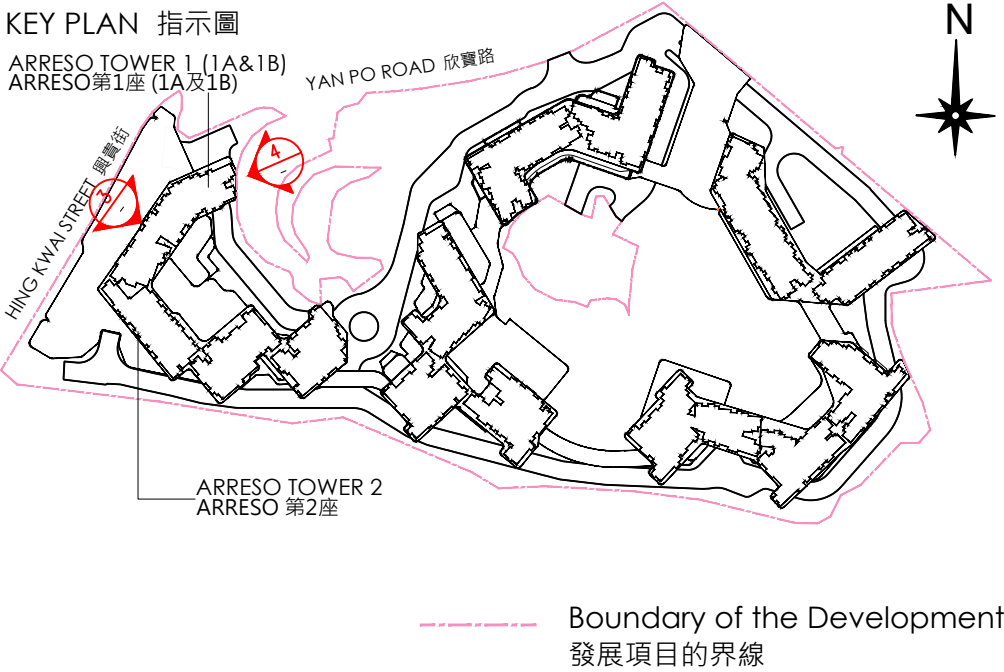 KEY PLAN 指示圖
N
ARRESO TOWER 1 (1A&1B)
ARRESO第1座 (1A及1B)
YAN PO ROAD 欣寶路
HING KWAI STREET 興貴街
3
-
4
-
ARRESO TOWER 2
ARRESO 第2座
Boundary of the Development
發展項目的界線